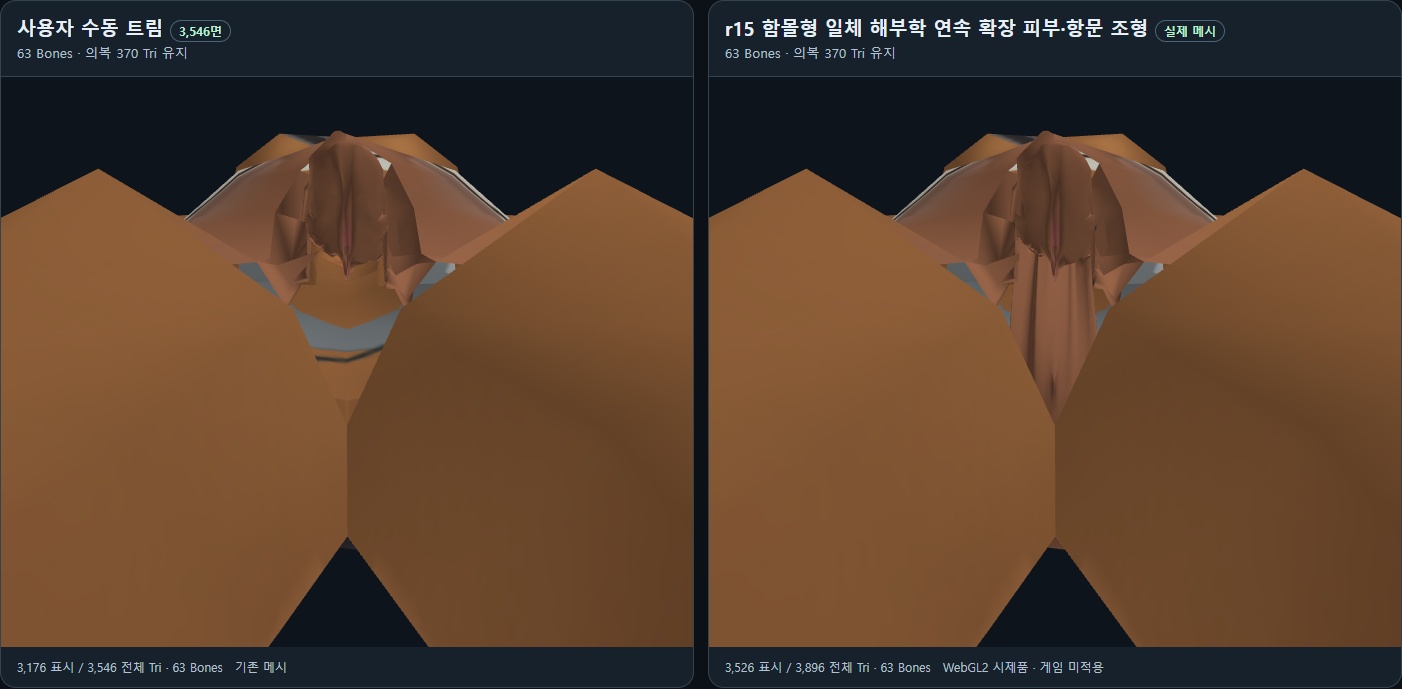 사용자 수동 트림 3,546면
63 Bones · 의복 370 Tri 유지
r15 함몰형 일체 해부학 연속 확장 피부·항문 조형 실제 메시
63 Bones · 의복 370 Tri 유지
3,176 표시 / 3,546 전체 Tri · 63 Bones 기존 메시
3,526 표시 / 3,896 전체 Tri · 63 Bones WebGL2 시제품 · 게임 미적용